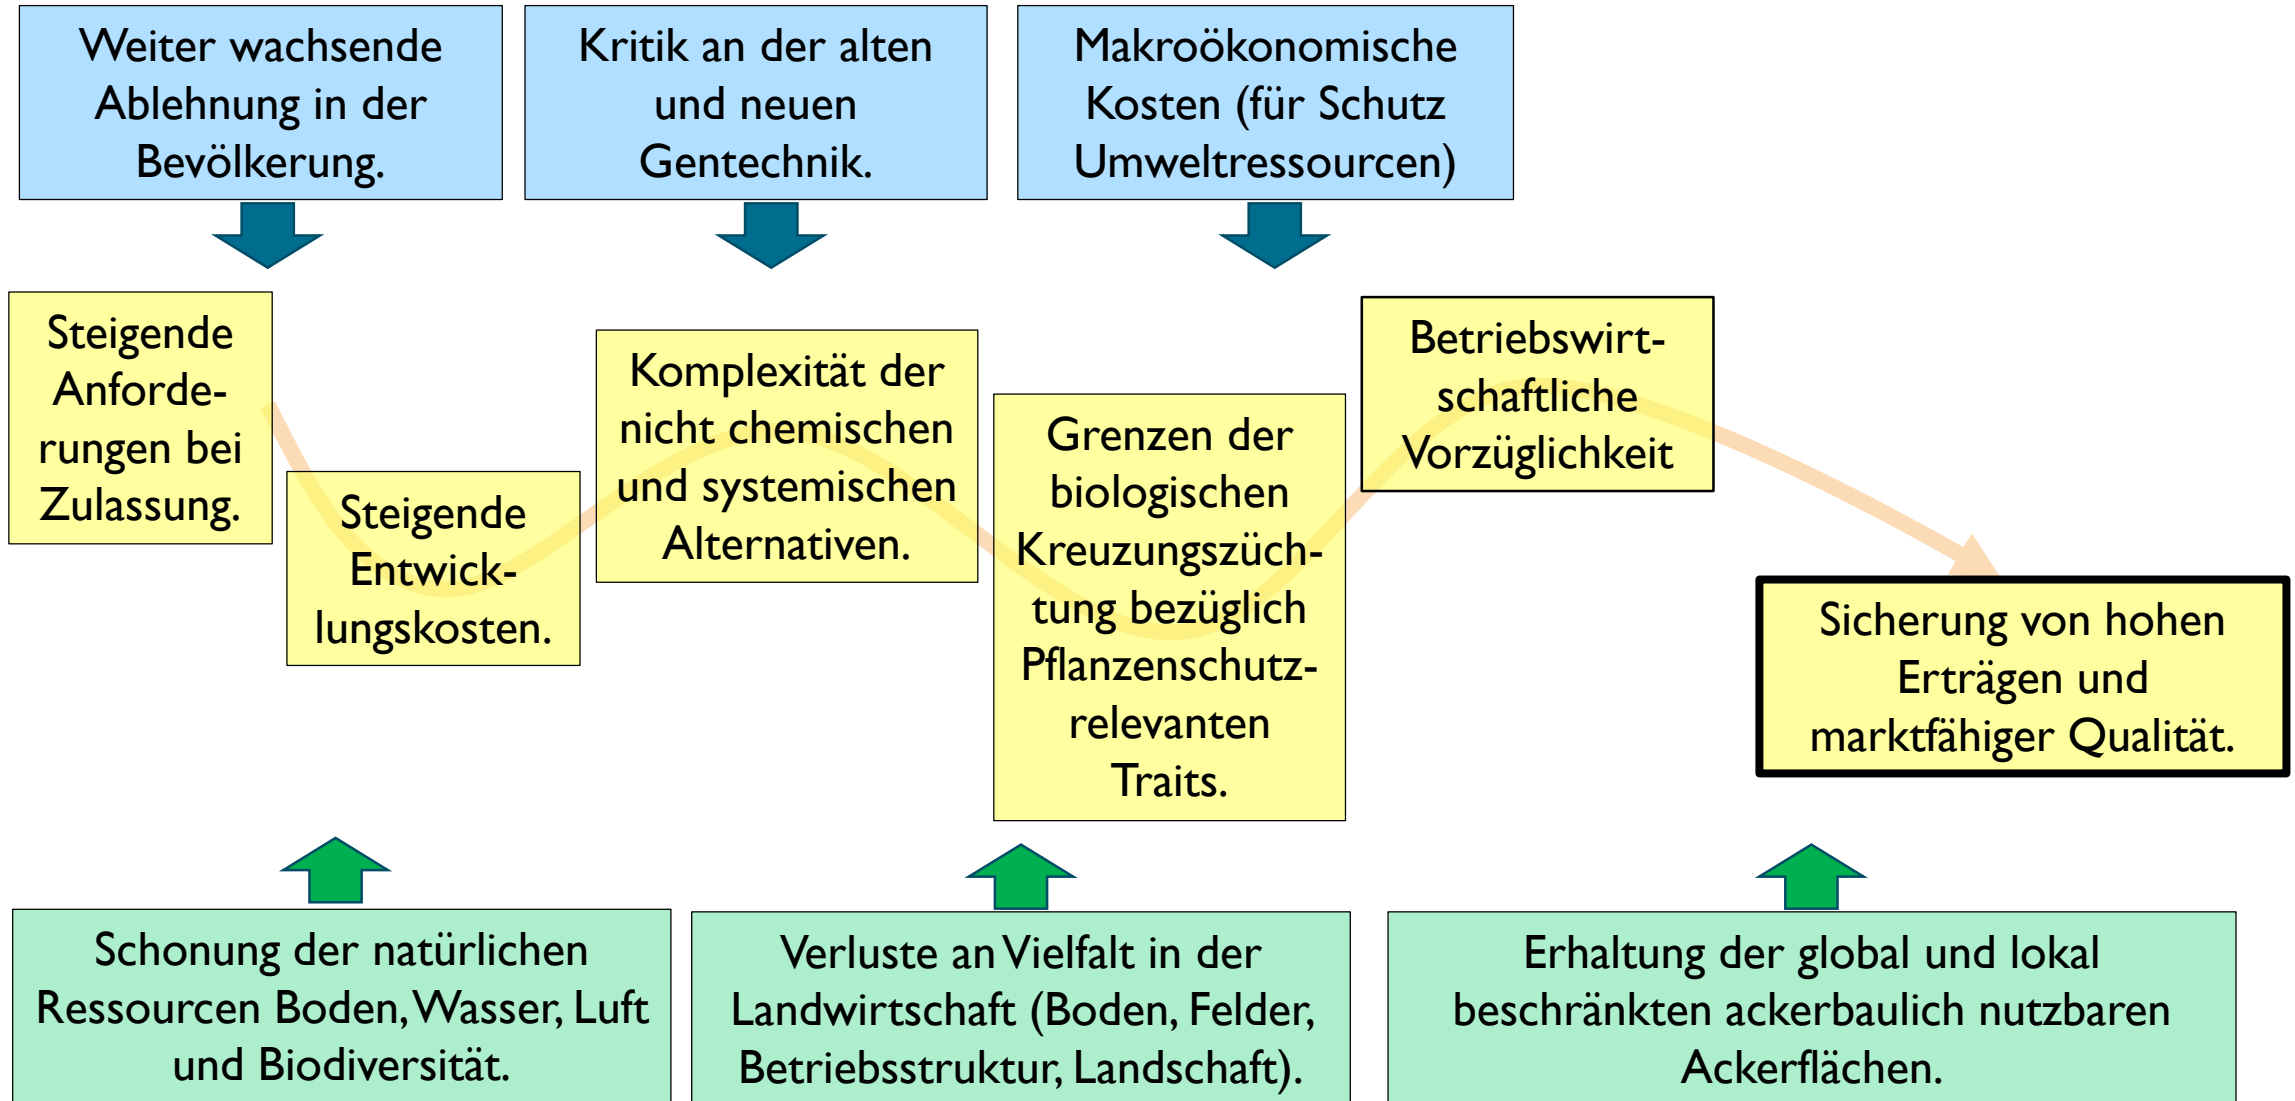 Weiter wachsende
Ablehnung in der
Bevölkerung.
Kritik an der alten
und neuen
Gentechnik.
Makroökonomische
Kosten (für Schutz
Umweltressourcen)
Steigende
Anforde-
rungen bei
Zulassung.
Steigende
Entwick-
lungskosten.
Komplexität der
nicht chemischen
und systemischen
Alternativen.
Grenzen der
biologischen
Kreuzungszüch-
tung bezüglich
Pflanzenschutz-
relevanten
Traits.
Betriebswirt-
schaftliche
Vorzüglichkeit
Sicherung von hohen
Erträgen und
marktfähiger Qualität.
Schonung der natürlichen
Ressourcen Boden, Wasser, Luft
und Biodiversität.
Verluste an Vielfalt in der
Landwirtschaft (Boden, Felder,
Betriebsstruktur, Landschaft).
Erhaltung der global und lokal
beschränkten ackerbaulich nutzbaren
Ackerflächen.